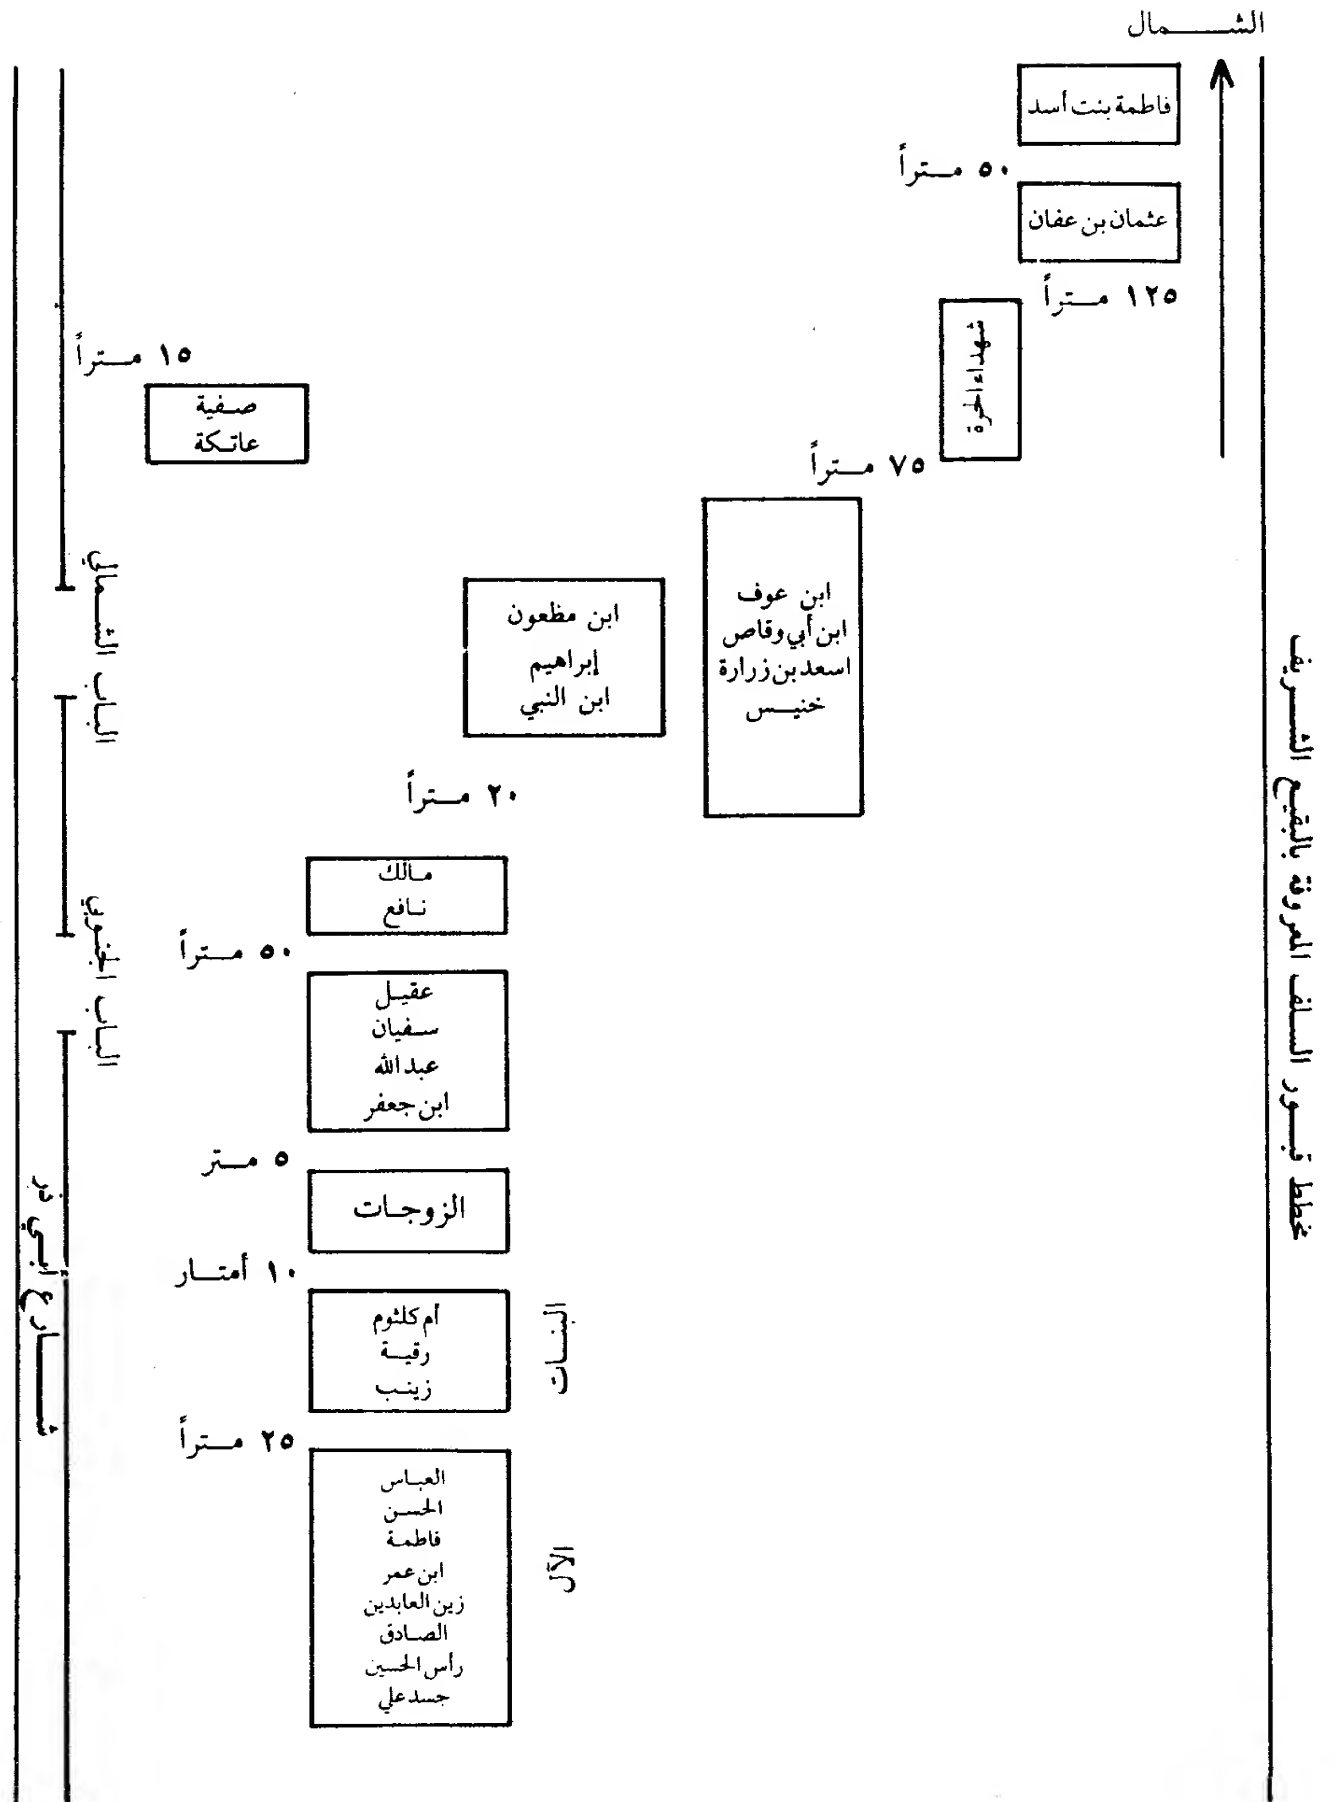 الشمال
فاطمة بنت أسد
٥٠ متراً
عثمان بن عفان
١٢٥ متراً
شهداء الحرة
١٥ متراً
صفية
عاتكة
٧٥ متراً
ابن عوف
ابن أبي وقاص
اسعد بن زرارة
خنيس
ابن مظعون
إبراهيم
ابن النبي
الباب الشمالي
٢٠ متراً
مالك
نافع
٥٠ متراً
الباب الجنوبي
عقيل
سفيان
عبدالله
ابن جعفر
٥ متر
الزوجات
١٠ أمتار
أم كلثوم
رقية
زينب
البنات
٢٥ متراً
العباس
الحسن
فاطمة
ابن عمر
زين العابدين
الصادق
رأس الحسين
جسد علي
الآل
شارع أبي ذر
مخطط قبور السلف المعروفة بالبقيع الشريف